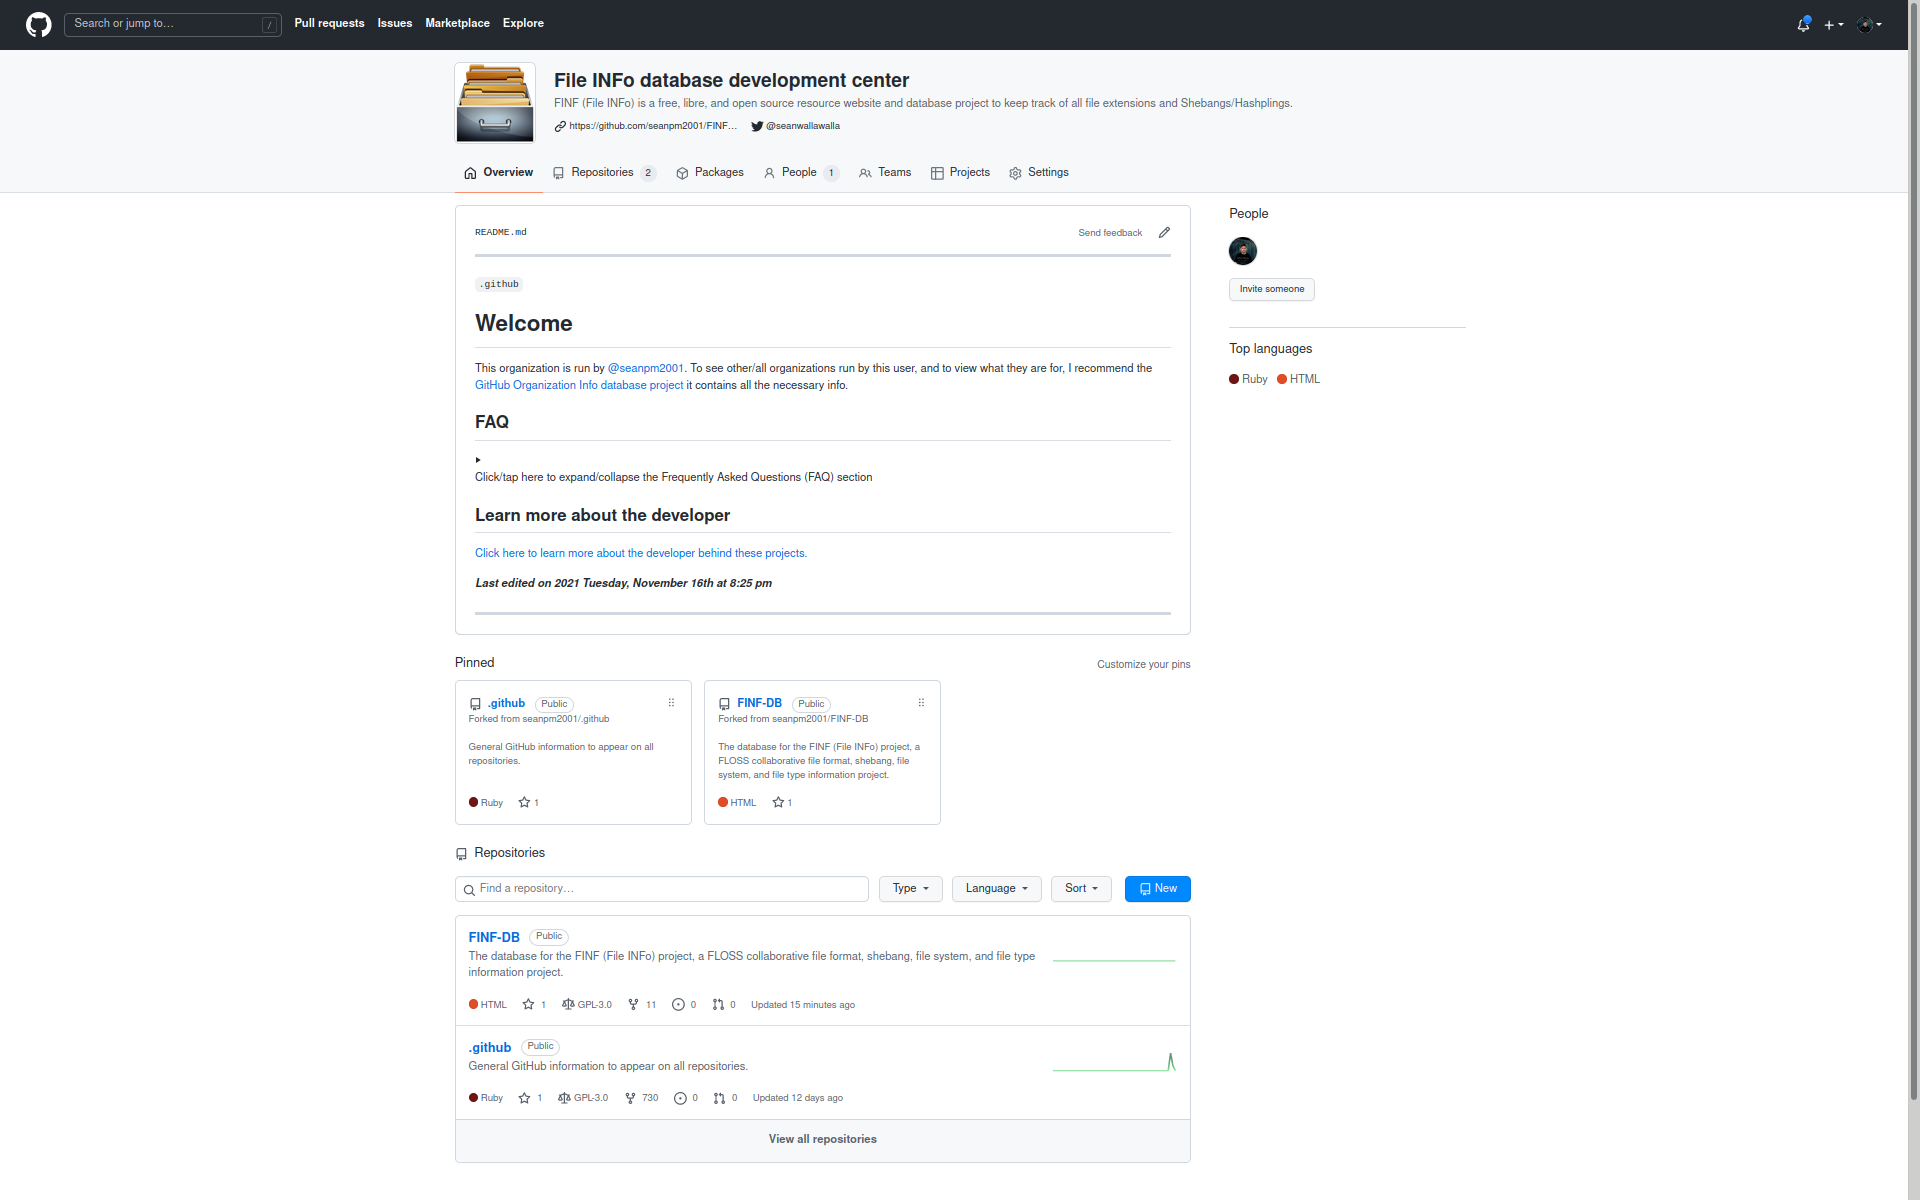 Search or jump to... /
Pull requests Issues Marketplace Explore
File INFo database development center
FINF (File INFo) is a free, libre, and open source resource website and database project to keep track of all file extensions and Shebangs/Hashplings.
https://github.com/seanpm2001/FINF... @seanwallawalla
Overview Repositories 2 Packages People 1 Teams Projects Settings
README.md Send feedback
.github
Welcome
This organization is run by @seanpm2001. To see other/all organizations run by this user, and to view what they are for, I recommend the
GitHub Organization Info database project it contains all the necessary info.
FAQ
Click/tap here to expand/collapse the Frequently Asked Questions (FAQ) section
Learn more about the developer
Click here to learn more about the developer behind these projects.
Last edited on 2021 Tuesday, November 16th at 8:25 pm
People
Invite someone
Top languages
Ruby HTML
Pinned Customize your pins
.github Public
Forked from seanpm2001/.github
General GitHub information to appear on all
repositories.
Ruby 1
FINF-DB Public
Forked from seanpm2001/FINF-DB
The database for the FINF (File INFo) project, a
FLOSS collaborative file format, shebang, file
system, and file type information project.
HTML 1
Repositories
Find a repository... Type Language Sort New
FINF-DB Public
The database for the FINF (File INFo) project, a FLOSS collaborative file format, shebang, file system, and file type
information project.
HTML 1 GPL-3.0 11 0 0 Updated 15 minutes ago
.github Public
General GitHub information to appear on all repositories.
Ruby 1 GPL-3.0 730 0 0 Updated 12 days ago
View all repositories